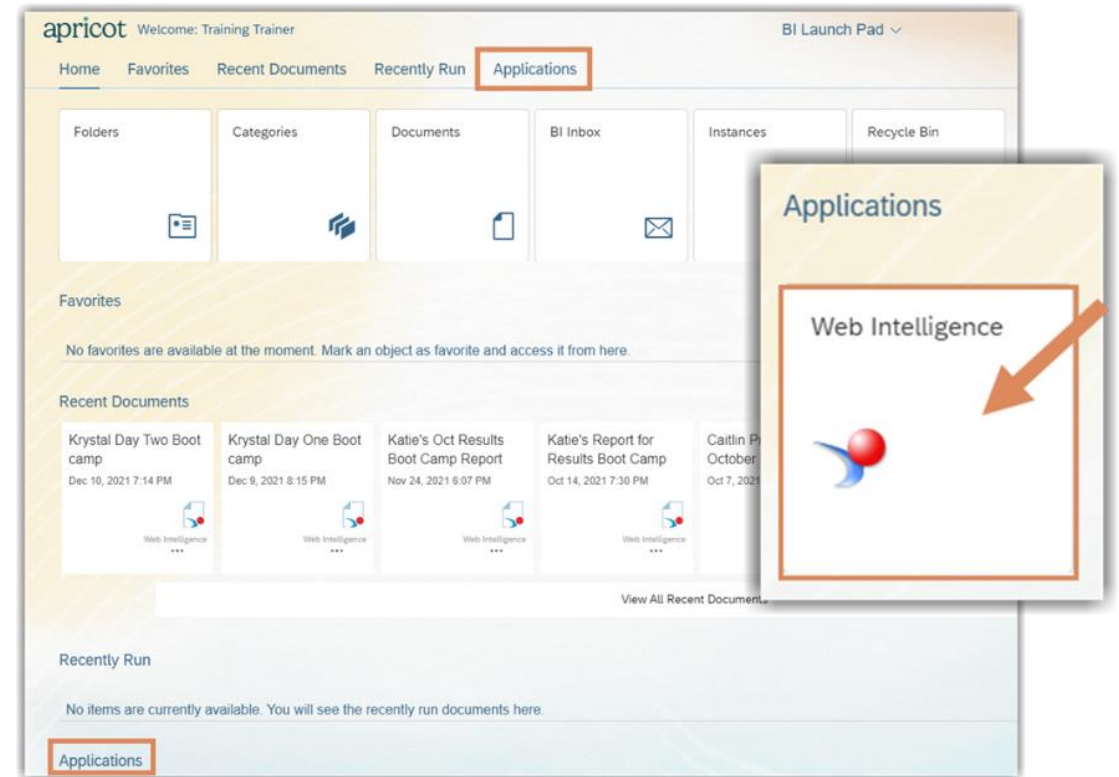 apricot Welcome: Training Trainer
BI Launch Pad
Home Favorites Recent Documents Recently Run Applications
Folders Categories Documents BI Inbox Instances Recycle Bin
Applications
Web Intelligence
Favorites
No favorites are available at the moment. Mark an object as favorite and access it from here.
Recent Documents
Krystal Day Two Boot
camp
Dec 10, 2021 7:14 PM
Web Intelligence
Krystal Day One Boot
camp
Dec 9, 2021 8:15 PM
Web Intelligence
Katie's Oct Results
Boot Camp Report
Nov 24, 2021 6:07 PM
Web Intelligence
Katie's Report for
Results Boot Camp
Oct 14, 2021 7:30 PM
Web Intelligence
Caitlin
October
Oct 7, 2021
View All Recent Documents
Recently Run
No items are currently available. You will see the recently run documents here.
Applications